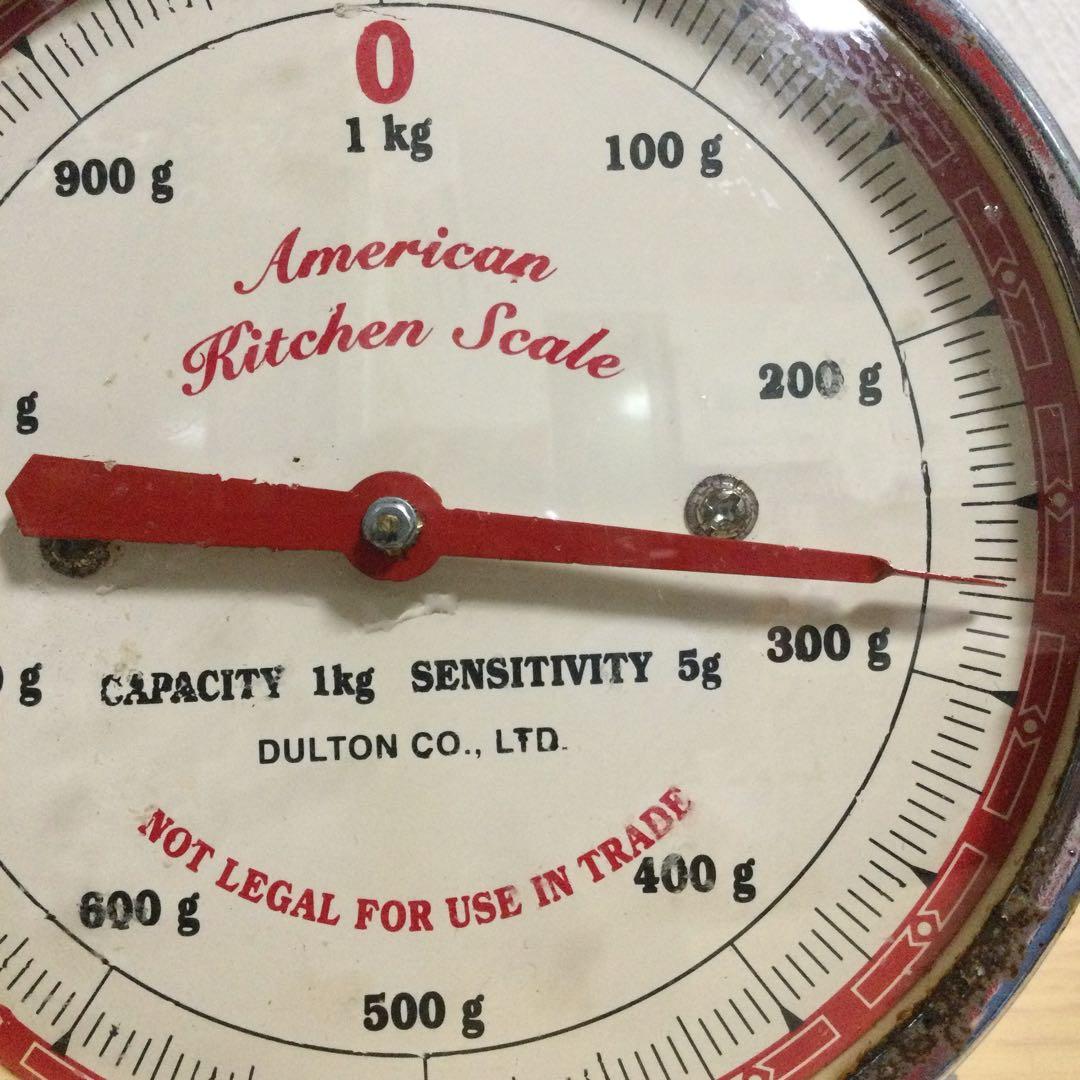 0
1 kg
100 g
900 g
American
Kitchen Scale
200 g
g
300 g
g
CAPACITY 1kg SENSITIVITY 5g
DULTON CO., LTD.
NOT LEGAL FOR USE IN TRADE
400 g
600 g
500 g